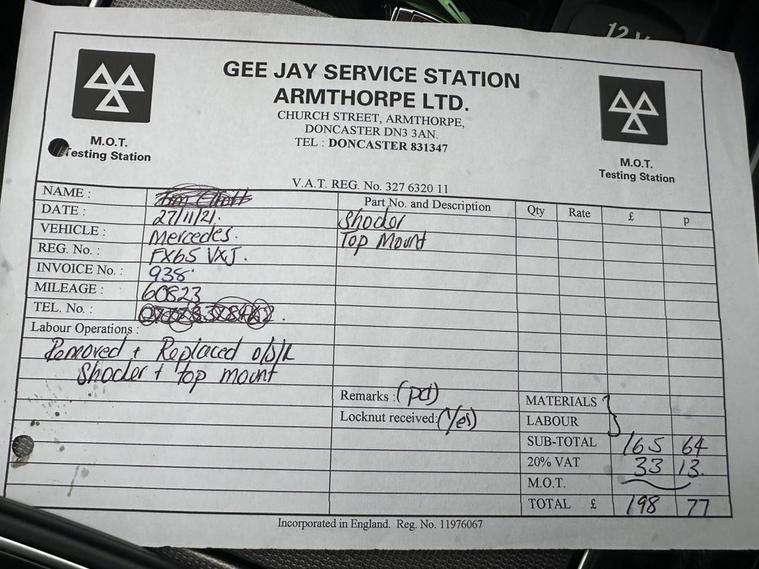 12 V
GEE JAY SERVICE STATION
ARMTHORPE LTD.
CHURCH STREET, ARMTHORPE,
DONCASTER DN3 3AN.
TEL : DONCASTER 831347
M.O.T.
Testing Station
M.O.T.
Testing Station
V.A.T. REG. No. 327 6320 11
NAME :
DATE : 27/11/21.
VEHICLE : Mercedes.
REG. No. : FX65 VXJ.
INVOICE No. : 938
MILEAGE : 60823
TEL. No. :
Part No. and Description Qty Rate £ p
Shocker
Top Mount
Labour Operations :
Removed + Replaced o/s/R
Shocker + top mount
Remarks : (pd)
Locknut received: (Yes)
MATERIALS
LABOUR
SUB-TOTAL 165 64
20% VAT 33 13.
M.O.T.
TOTAL £ 198 77
Incorporated in England. Reg. No. 11976067